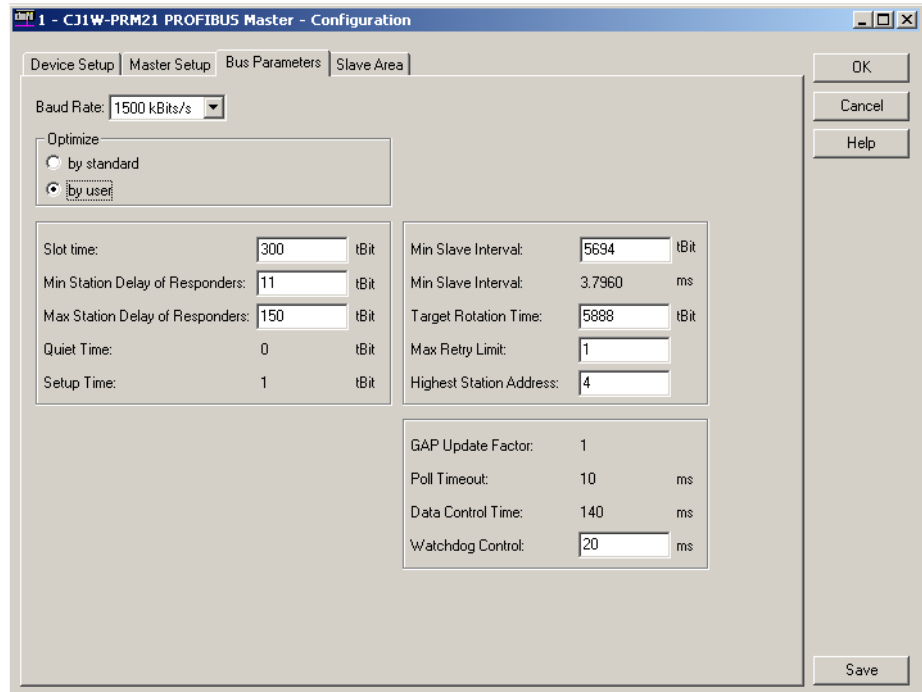 1 - CJ1W-PRM21 PROFIBUS Master - Configuration
Device Setup Master Setup Bus Parameters Slave Area
OK
Cancel
Help
Baud Rate: 1500 kBits/s
Optimize
by standard
by user
Slot time: 300 tBit
Min Station Delay of Responders: 11 tBit
Max Station Delay of Responders: 150 tBit
Quiet Time: 0 tBit
Setup Time: 1 tBit
Min Slave Interval: 5694 tBit
Min Slave Interval: 3.7960 ms
Target Rotation Time: 5888 tBit
Max Retry Limit: 1
Highest Station Address: 4
GAP Update Factor: 1
Poll Timeout: 10 ms
Data Control Time: 140 ms
Watchdog Control: 20 ms
Save